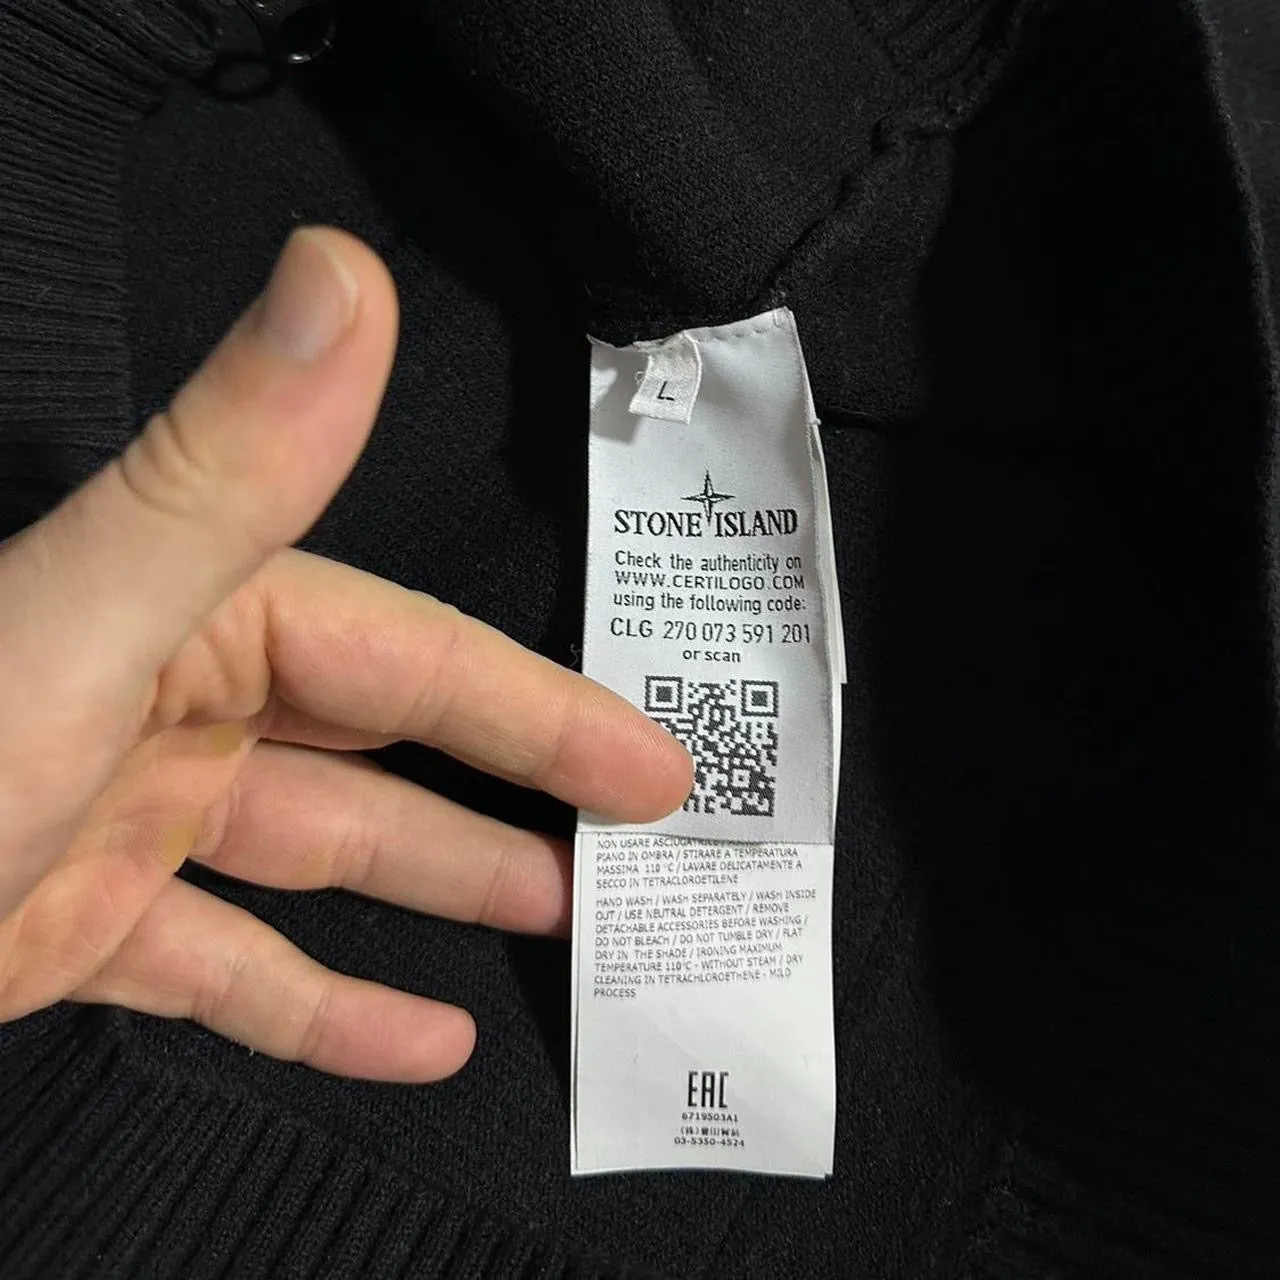 L
STONE ISLAND
Check the authenticity on
WWW.CERTILOGO.COM
using the following code:
CLG 270 073 591 201
or scan
NON USARE ASCIUGATRICE /
PIANO IN OMBRA / STIRARE A TEMPERATURA
MASSIMA 110°C / LAVARE DELICATAMENTE A
SECCO IN TETRACLOROETILENE
HAND WASH / WASH SEPARATELY / WASH INSIDE
OUT / USE NEUTRAL DETERGENT / REMOVE
DETACHABLE ACCESSORIES BEFORE WASHING /
DO NOT BLEACH / DO NOT TUMBLE DRY / FLAT
DRY IN THE SHADE / IRONING MAXIMUM
TEMPERATURE 110°C - WITHOUT STEAM / DRY
CLEANING IN TETRACHLOROETHENE - MILD
PROCESS
EAC
6719503A1
03-5350-4524